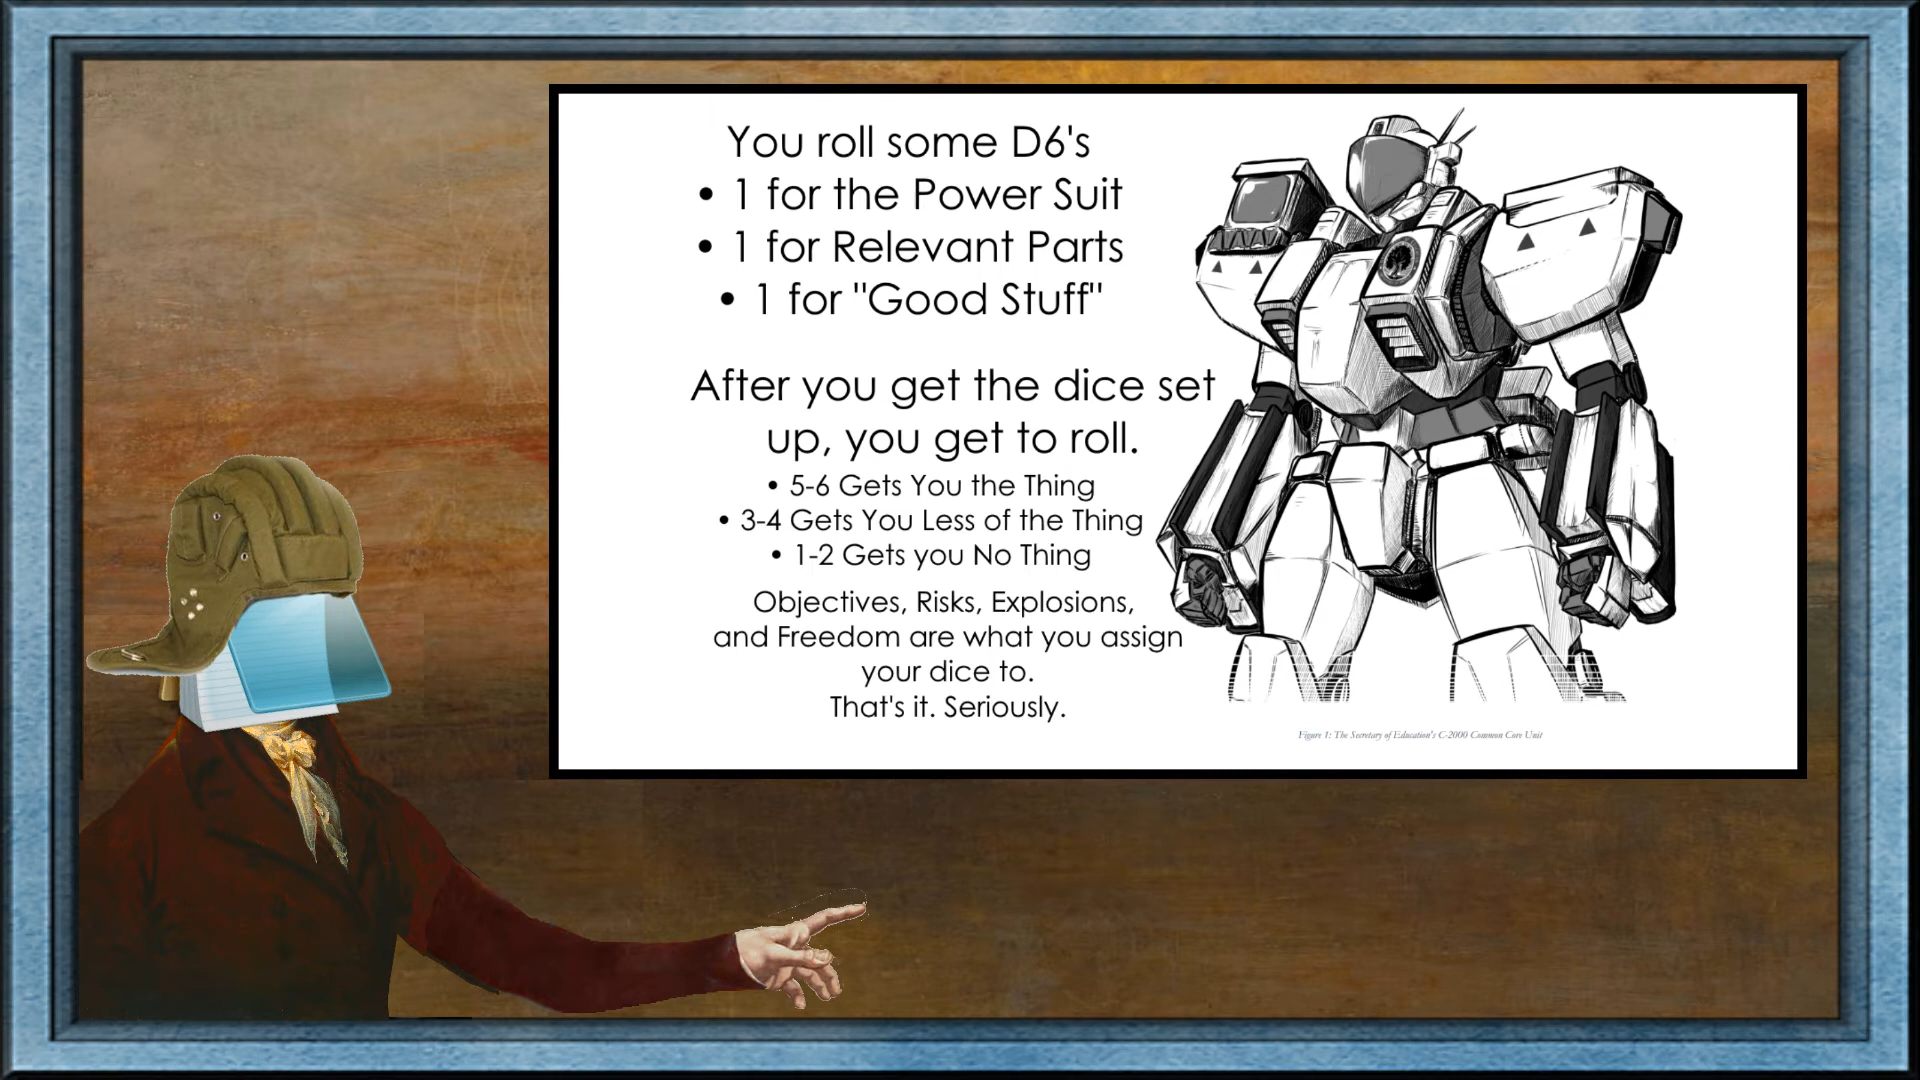 You roll some D6's
• 1 for the Power Suit
• 1 for Relevant Parts
• 1 for "Good Stuff"
After you get the dice set
up, you get to roll.
• 5-6 Gets You the Thing
• 3-4 Gets You Less of the Thing
• 1-2 Gets you No Thing
Objectives, Risks, Explosions,
and Freedom are what you assign
your dice to.
That's it. Seriously.
Figure 1: The Secretary of Education's C-2000 Common Core Unit